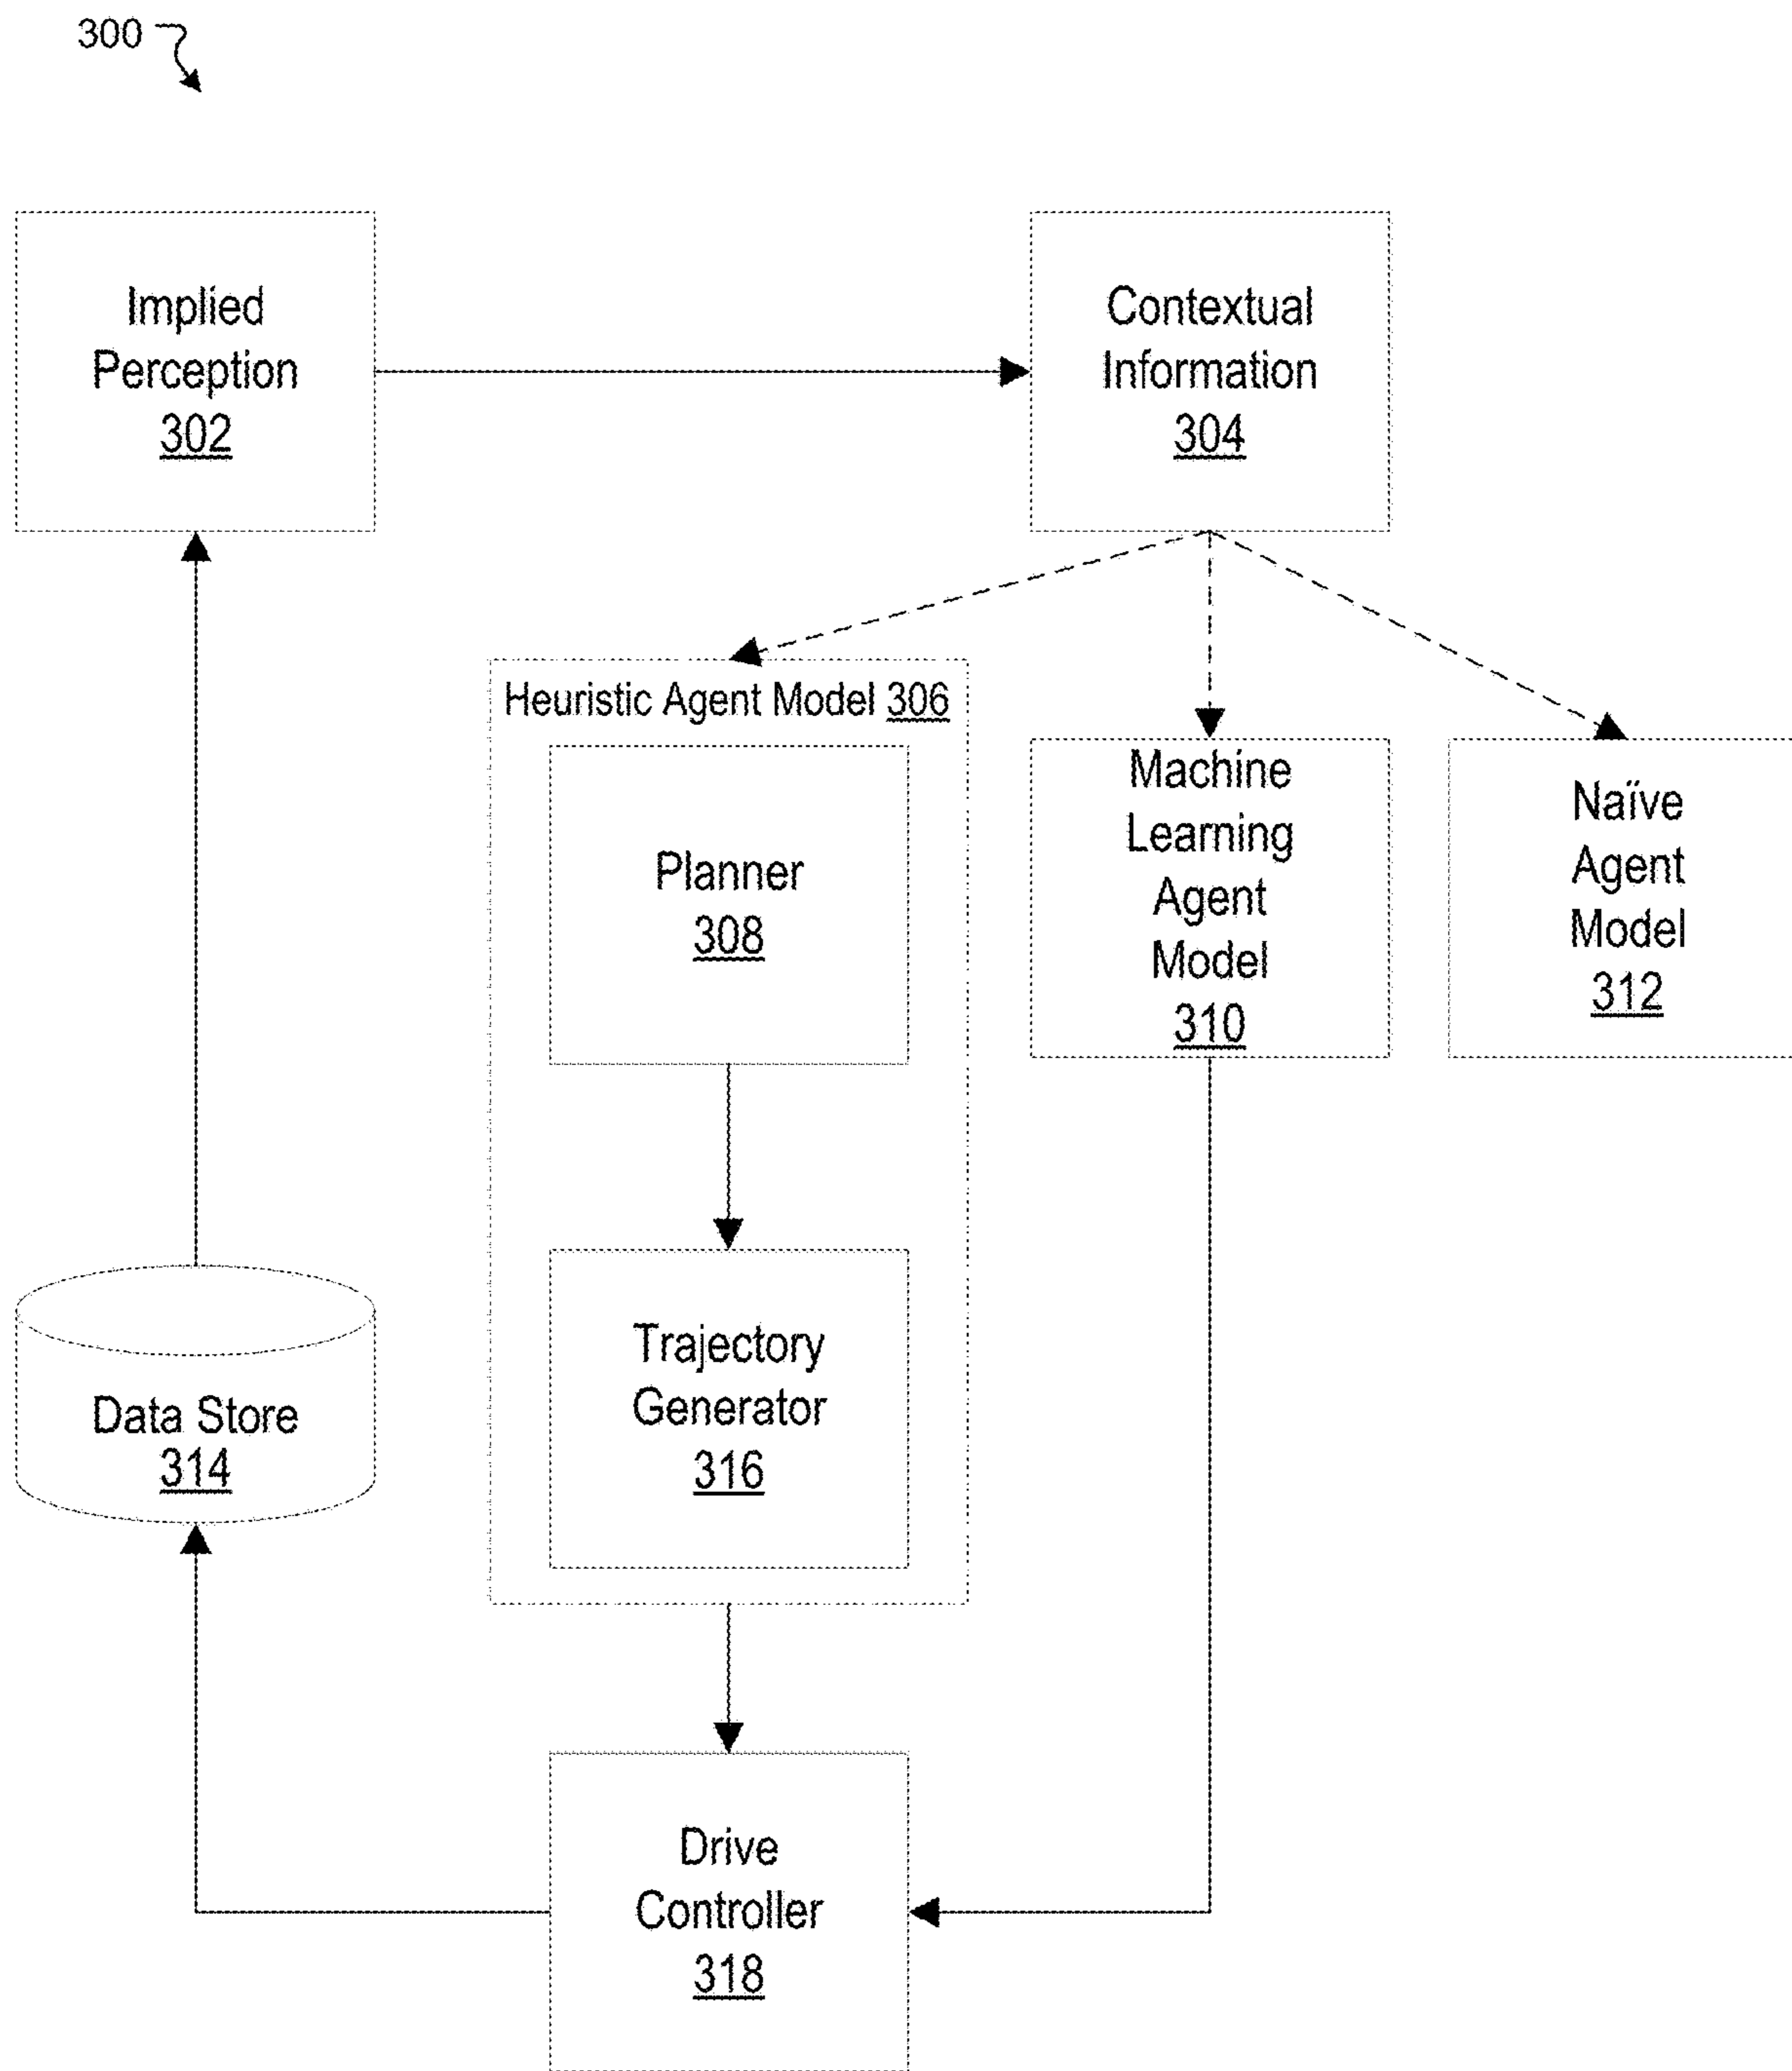 300
Implied
Perception
302
Contextual
Information
304
Heuristic Agent Model 306
Planner
308
Machine
Learning
Agent
Model
310
Naïve
Agent
Model
312
Trajectory
Generator
316
Data Store
314
Drive
Controller
318